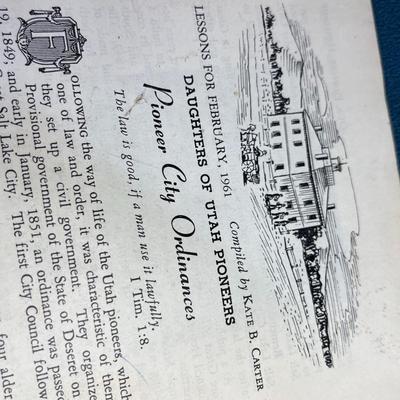 LESSONS FOR FEBRUARY, 1961
Compiled by KATE B. CARTER
DAUGHTERS OF UTAH PIONEERS
Pioneer City Ordinances
The law is good, if a man use it lawfully.
I Tim. 1:8.
FOLLOWING the way of life of the Utah pioneers, which
one of law and order, it was characteristic of them
they set up a civil government. They organize
Provisional government of the State of Deseret on
12, 1849; and early in January, 1851, an ordinance was passed
Salt Lake City. The first City Council follow
four alder